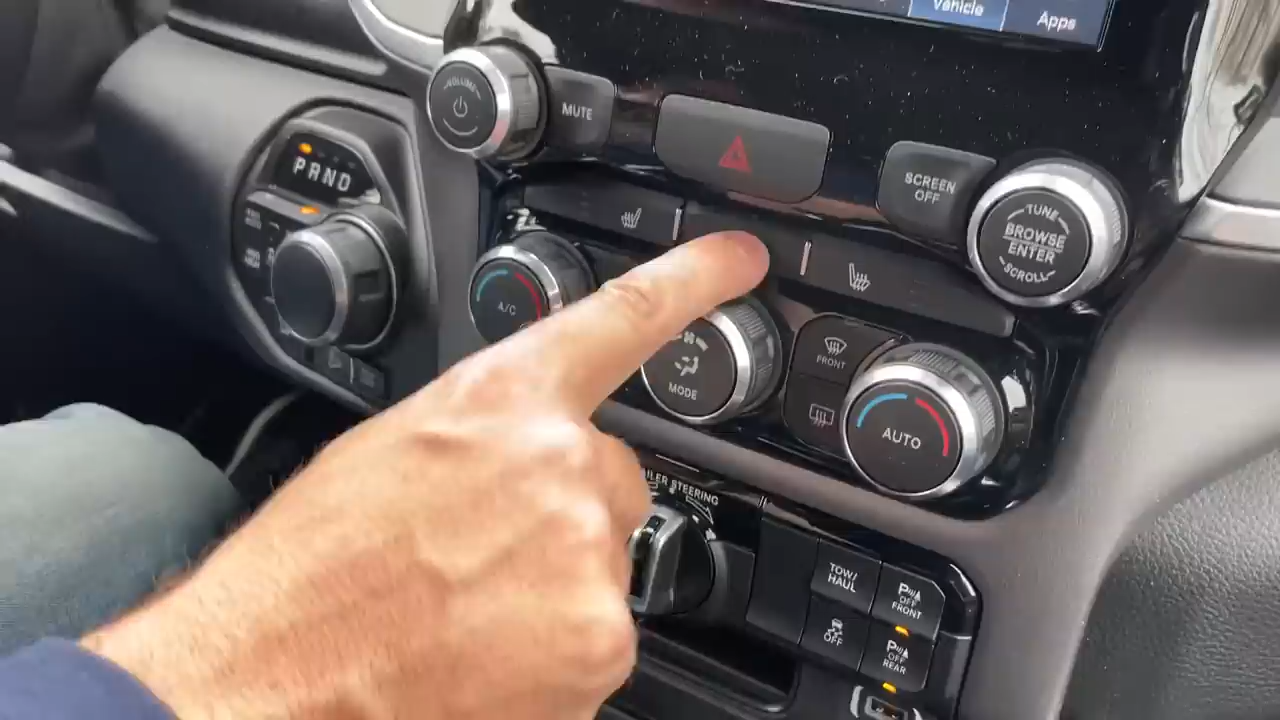 Vehicle
Apps
VOLUME
MUTE
SCREEN
OFF
TUNE
BROWSE
ENTER
SCROLL
PRND
A/C
MODE
FRONT
AUTO
STEERING
TOW/
HAUL
P
OFF
FRONT
OFF
P
OFF
REAR